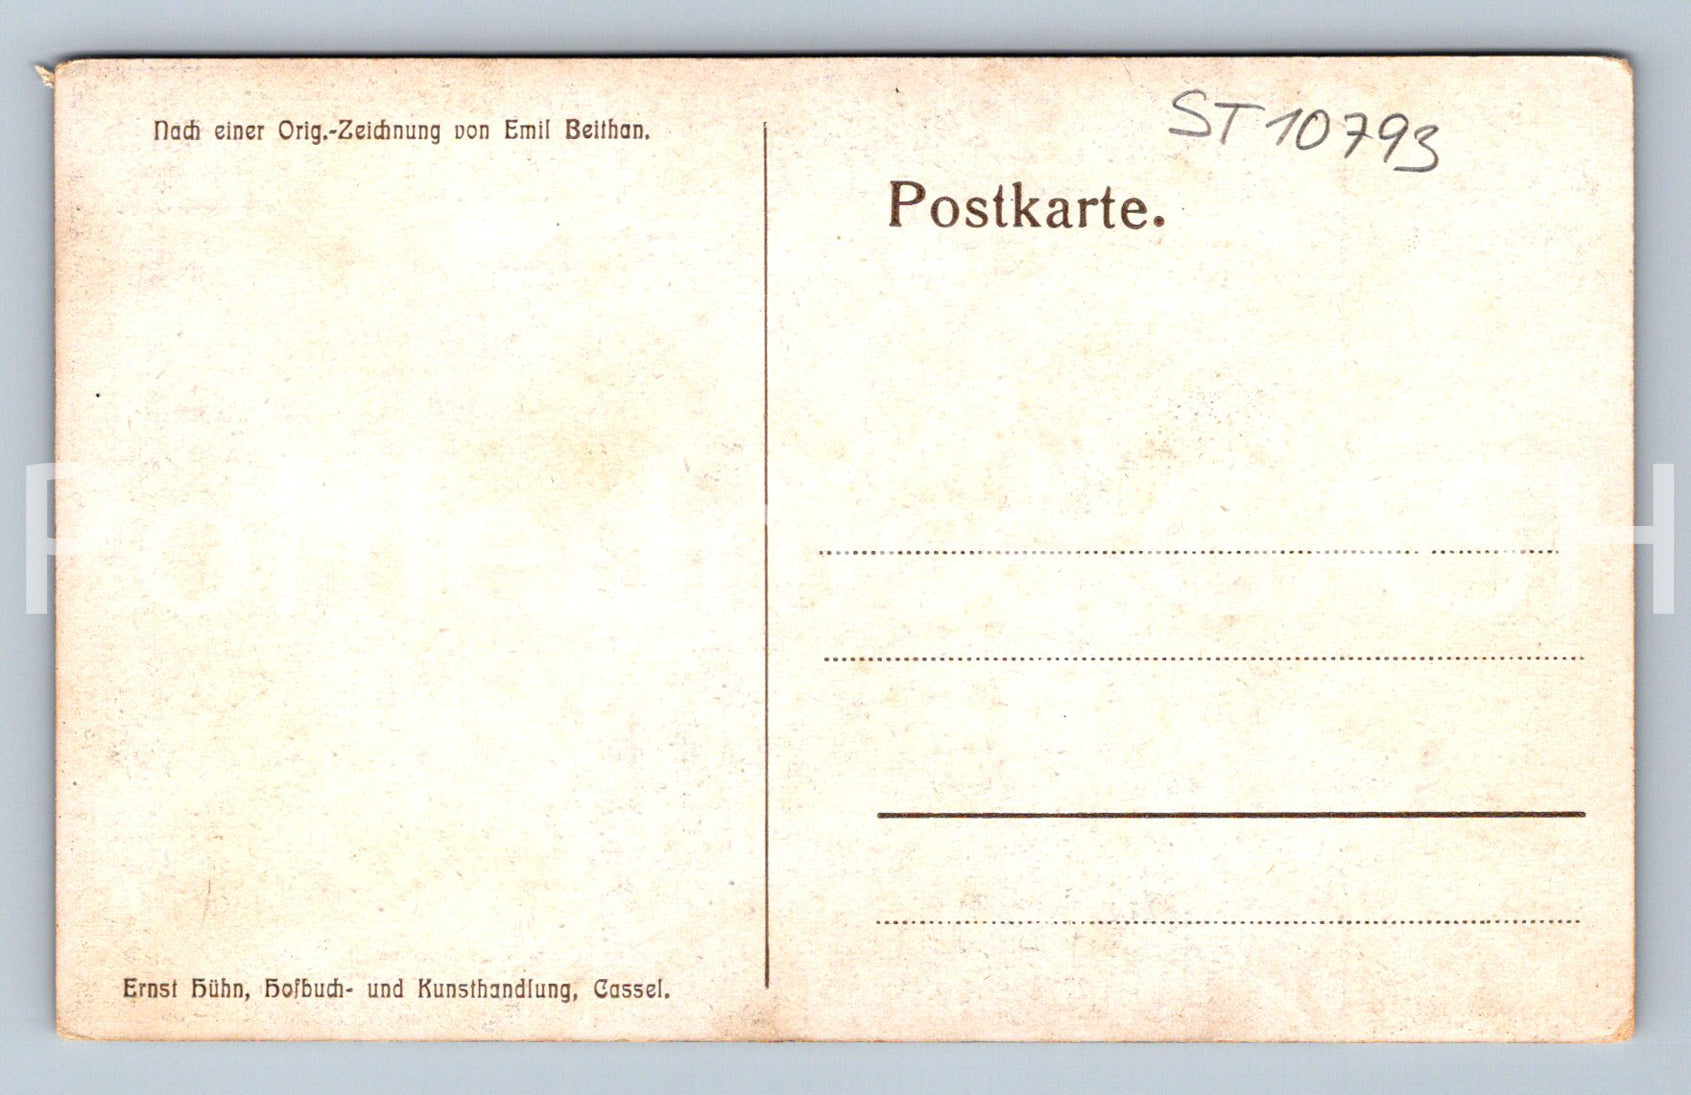 Nach einer Orig.-Zeichnung von Emil Beithan.
ST 10793
Postkarte.
Ernst Hühn, Hofbuch- und Kunsthandlung, Cassel.